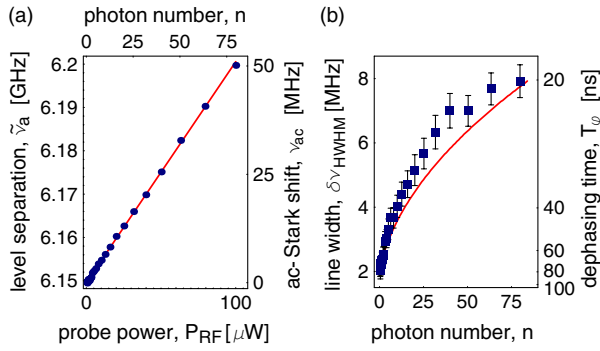 (a)
photon number, n
0 25 50 75
6.2
6.19
6.18
6.17
6.16
6.15
level separation, ν̃a [GHz]
50
25
0
ac-Stark shift, νac [MHz]
0 100
probe power, PRF [μW]
(b)
8
6
4
2
line width, δνHWHM [MHz]
20
40
60
80
100
dephasing time, Tφ [ns]
0 25 50 75
photon number, n